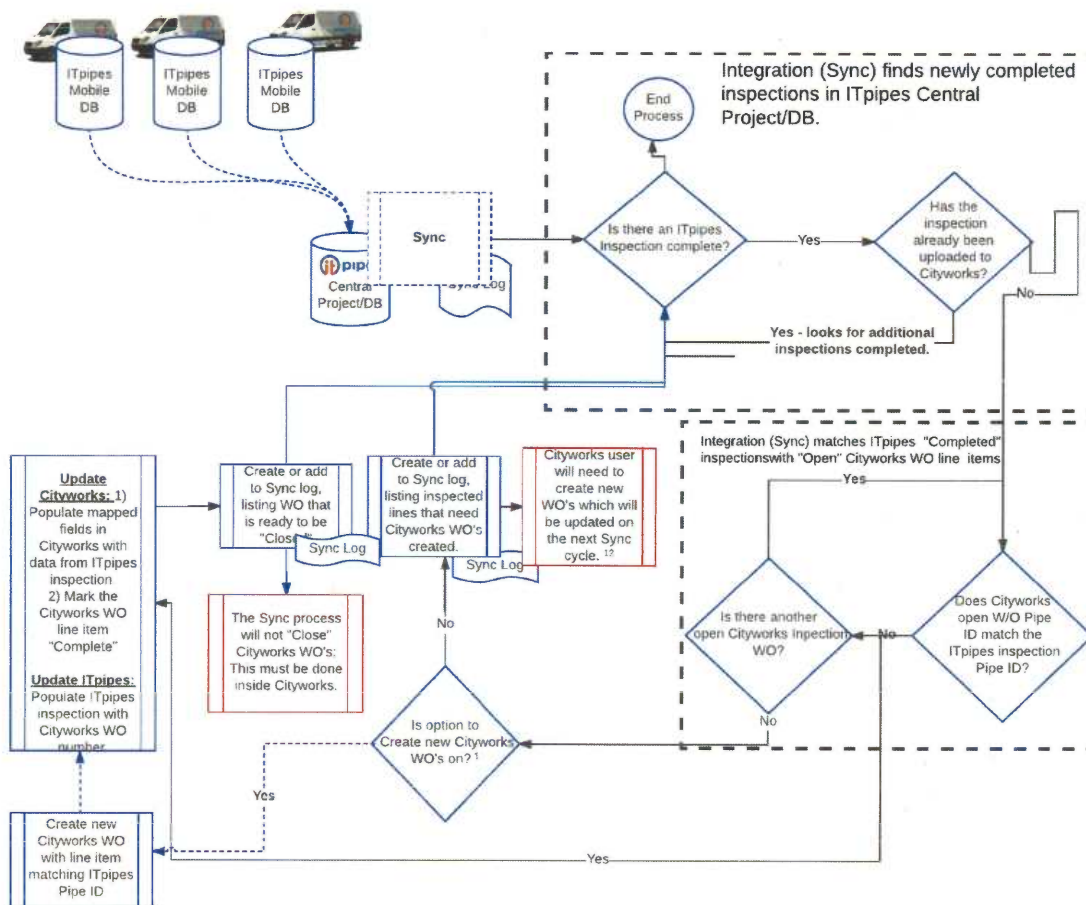 ITpipes
Mobile
DB
ITpipes
Mobile
DB
ITpipes
Mobile
DB
Integration (Sync) finds newly completed
inspections in ITpipes Central
Project/DB.
End
Process
Is there an ITpipes
Inspection complete?
Yes
Has the
inspection
already been
uploaded to
Cityworks?
No
Yes - looks for additional
inspections completed.
Sync
itpipe
Central
Project/DB
Sync Log
Integration (Sync) matches ITpipes "Completed"
inspectionswith "Open" Cityworks WO line items
Yes
Is there another
open Cityworks Inpection
WO?
No
Does Cityworks
open W/O Pipe
ID match the
ITpipes inspection
Pipe ID?
No
Yes
Update
Cityworks: 1)
Populate mapped
fields in
Cityworks with
data from ITpipes
inspection
2) Mark the
Cityworks WO
line item
"Complete"
Update ITpipes:
Populate ITpipes
inspection with
Cityworks WO
number
Create or add
to Sync log,
listing WO that
is ready to be
Sync Log
Create or add
to Sync log,
listing inspected
lines that need
Cityworks WO's
created.
Sync Log
Cityworks user
will need to
create new
WO's which will
be updated on
the next Sync
cycle. 12
The Sync process
will not "Close"
Cityworks WO's:
This must be done
inside Cityworks.
No
Is option to
Create new Cityworks
WO's on? 1
Yes
Create new
Cityworks WO
with line item
matching ITpipes
Pipe ID